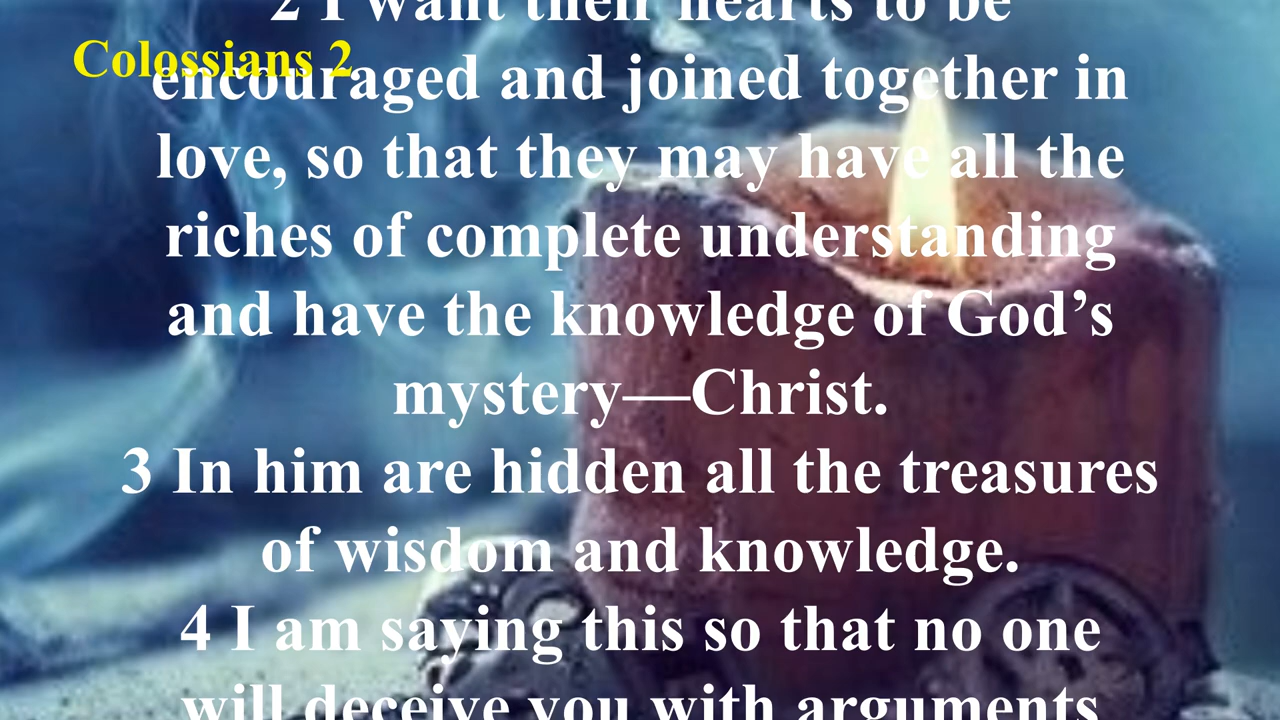 2 I want their hearts to be
Colossians 2
encouraged and joined together in
love, so that they may have all the
riches of complete understanding
and have the knowledge of God’s
mystery—Christ.
3 In him are hidden all the treasures
of wisdom and knowledge.
4 I am saying this so that no one
will deceive you with arguments